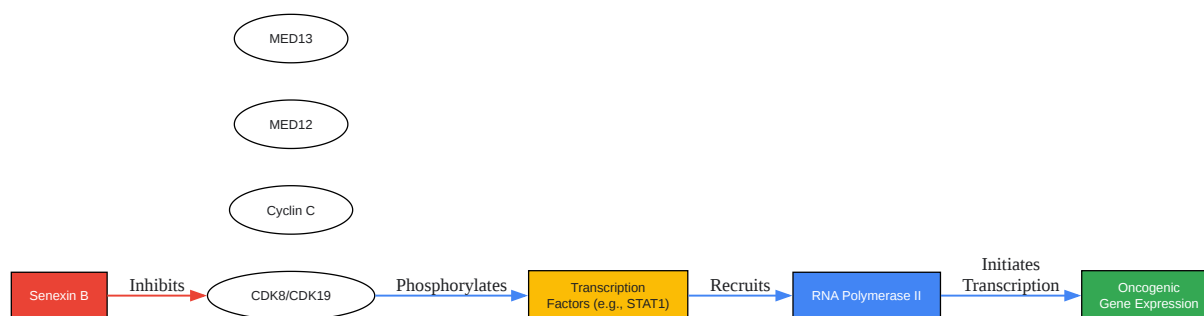 MED13
MED12
Cyclin C
Senexin B
Inhibits
CDK8/CDK19
Phosphorylates
Transcription
Factors (e.g., STAT1)
Recruits
RNA Polymerase II
Initiates
Transcription
Oncogenic
Gene Expression